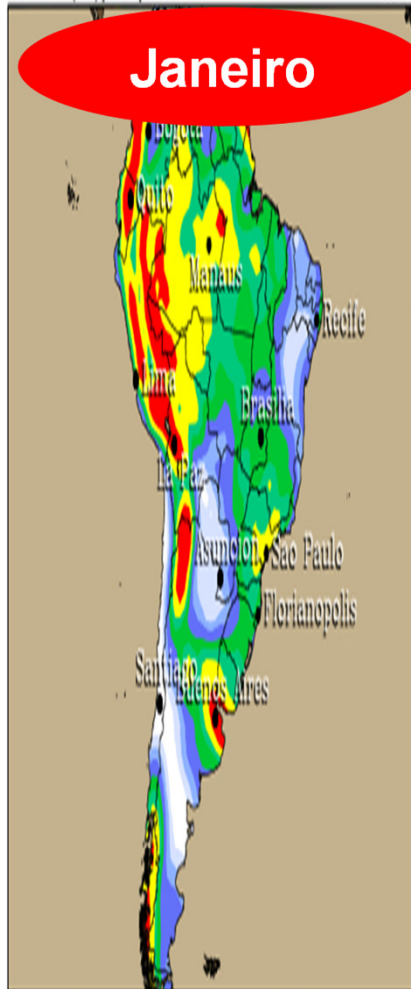 Janeiro
Bogota
Quito
Manaus
Recife
Lima
Brasilia
La Paz
Asuncion
Sao Paulo
Florianopolis
Santiago
Buenos Aires